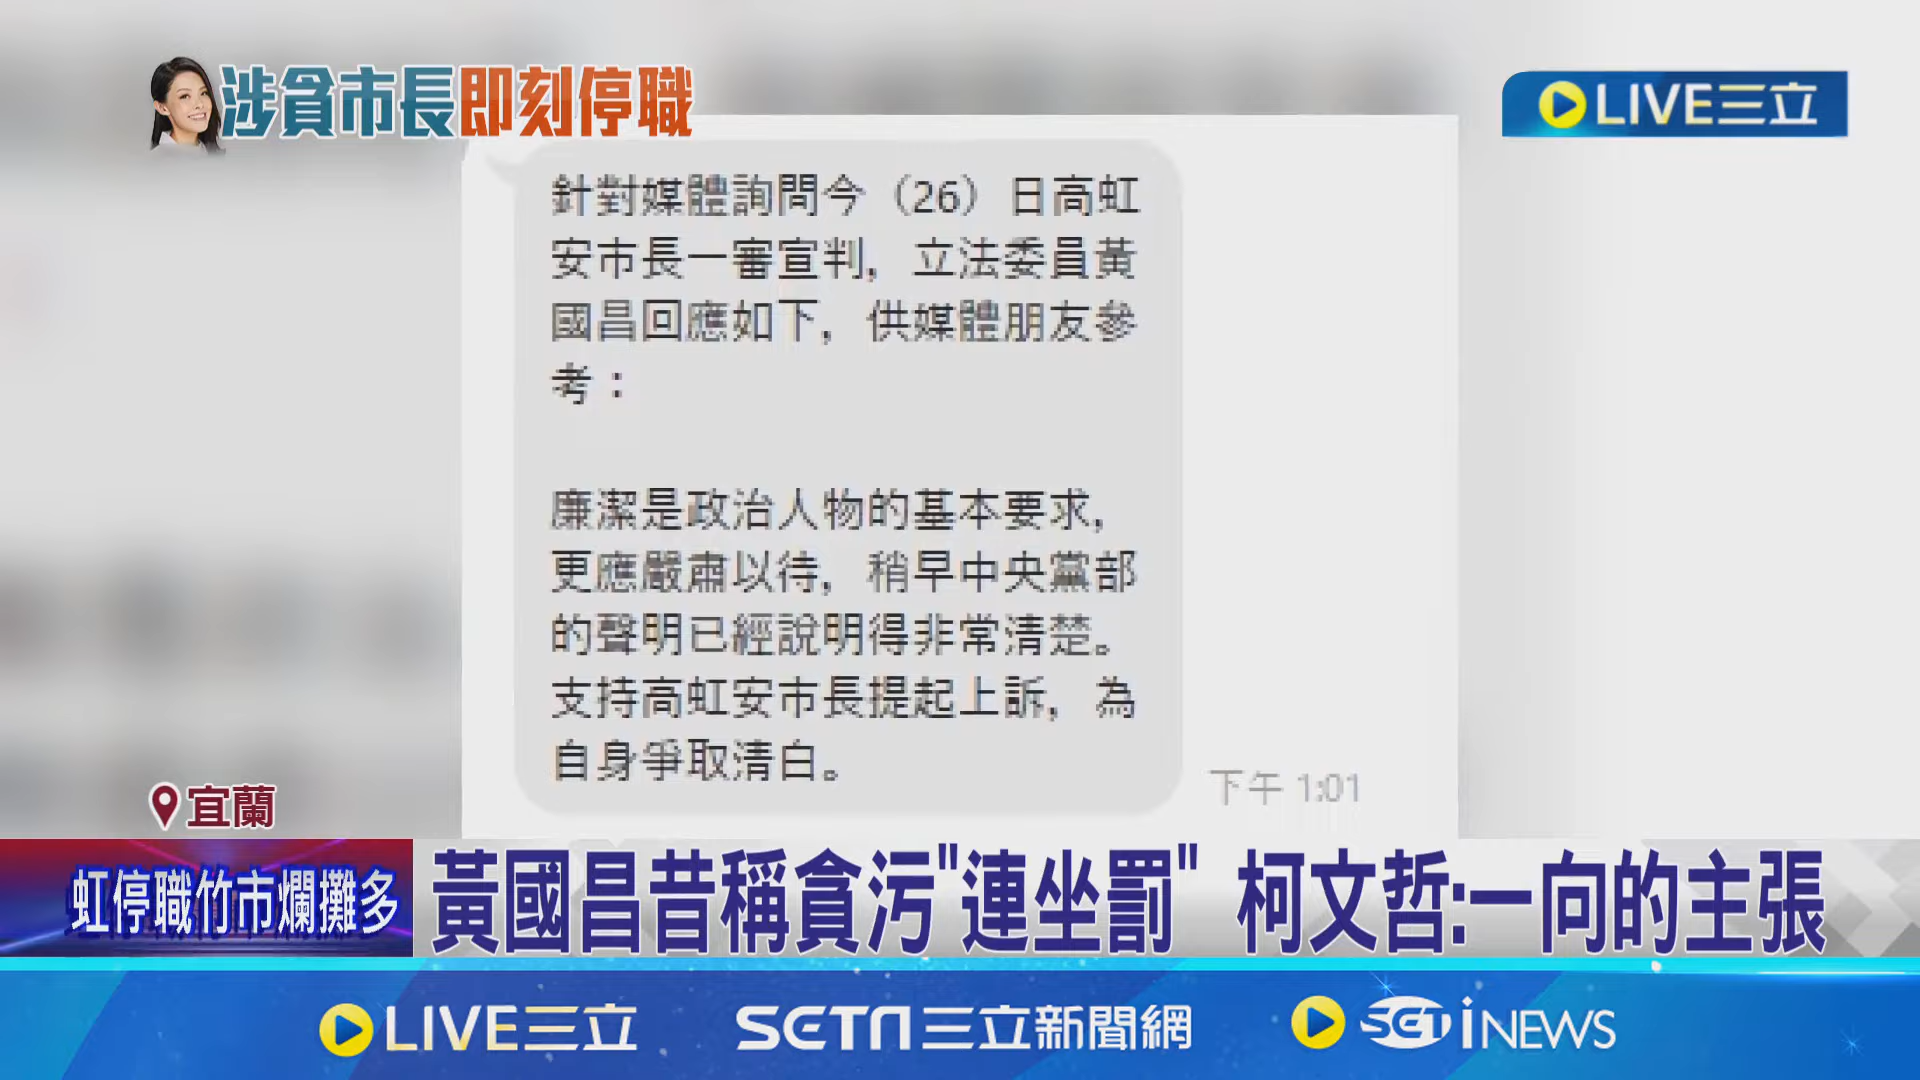 涉貪市長即刻停職
LIVE三立
針對媒體詢問今（26）日高虹
安市長一審宣判，立法委員黃
國昌回應如下，供媒體朋友參
考：
廉潔是政治人物的基本要求，
更應嚴肅以待，稍早中央黨部
的聲明已經說明得非常清楚。
支持高虹安市長提起上訴，為
自身爭取清白。
下午 1:01
宜蘭
虹停職竹市爛攤多
黃國昌昔稱貪污"連坐罰" 柯文哲:一向的主張
LIVE三立
SETN三立新聞網
SET iNEWS